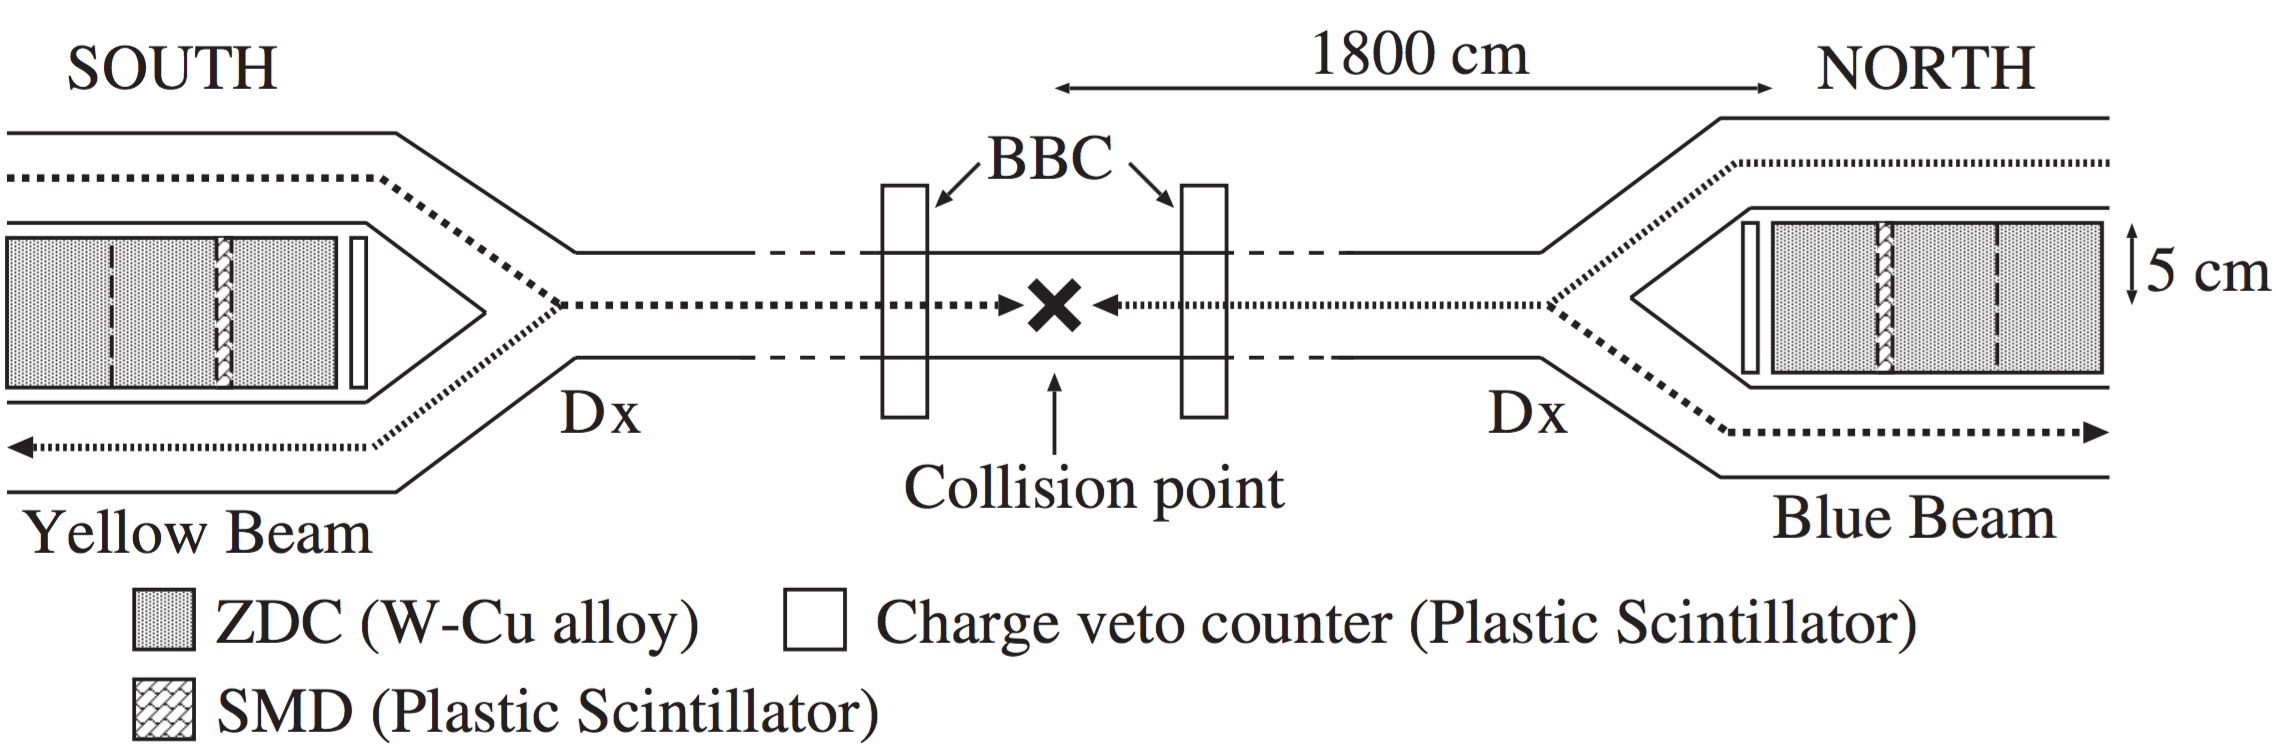 SOUTH
1800 cm
NORTH
BBC
5 cm
Dx
Dx
Collision point
Yellow Beam
Blue Beam
ZDC (W-Cu alloy)
Charge veto counter (Plastic Scintillator)
SMD (Plastic Scintillator)